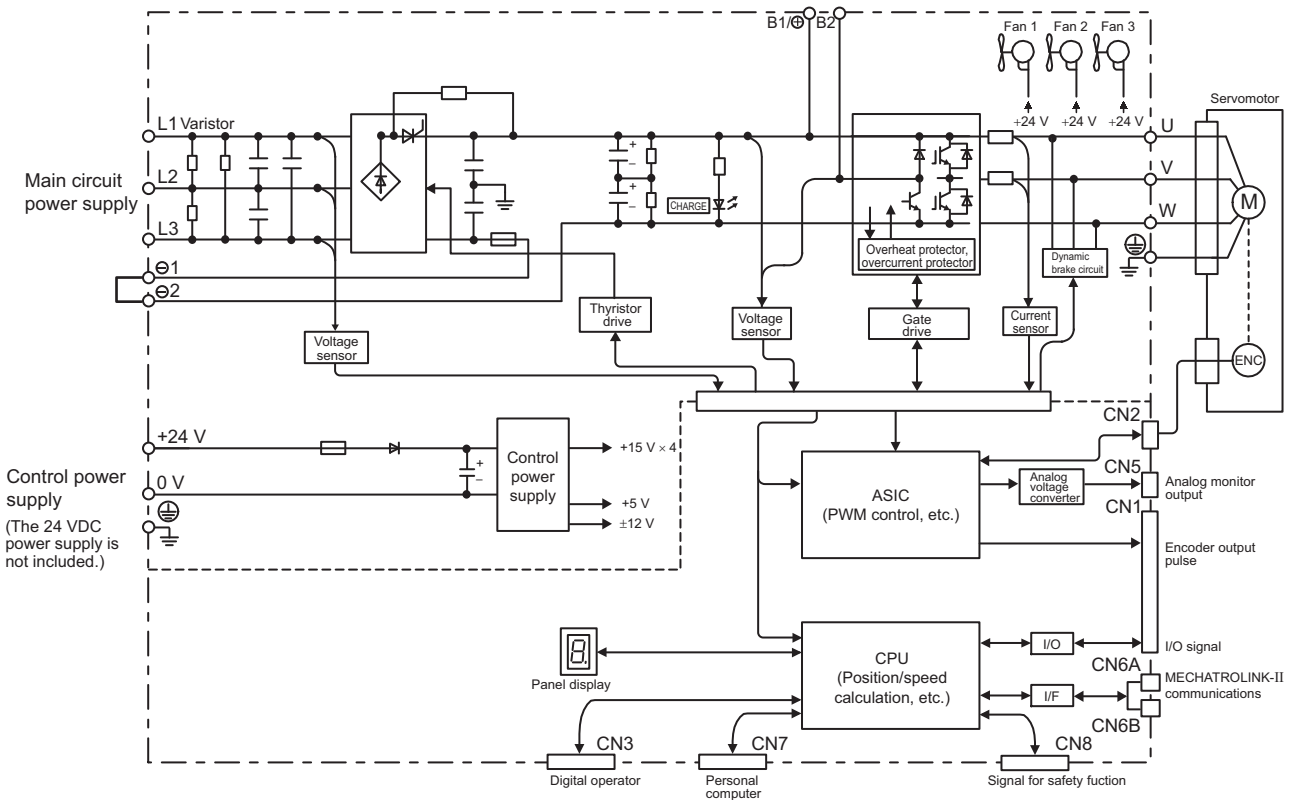 B1/⊕ B2
Fan 1 Fan 2 Fan 3
+24 V +24 V +24 V
Servomotor
L1 Varistor
U
Main circuit
power supply
L2
V
CHARGE
M
L3
W
Overheat protector,
overcurrent protector
Dynamic
brake circuit
⊖1
⊖2
Thyristor
drive
Voltage
sensor
Gate
drive
Current
sensor
Voltage
sensor
ENC
CN2
+24 V
+
–
Control
power
supply
+15 V × 4
+5 V
±12 V
Control power
supply
0 V
(The 24 VDC
power supply is
not included.)
ASIC
(PWM control, etc.)
Analog
voltage
converter
CN5
Analog monitor
output
CN1
Encoder output
pulse
+
–
+
–
8.
Panel display
CPU
(Position/speed
calculation, etc.)
I/O
I/O signal
CN6A
I/F
MECHATROLINK-II
communications
CN6B
CN3
Digital operator
CN7
Personal
computer
CN8
Signal for safety fuction